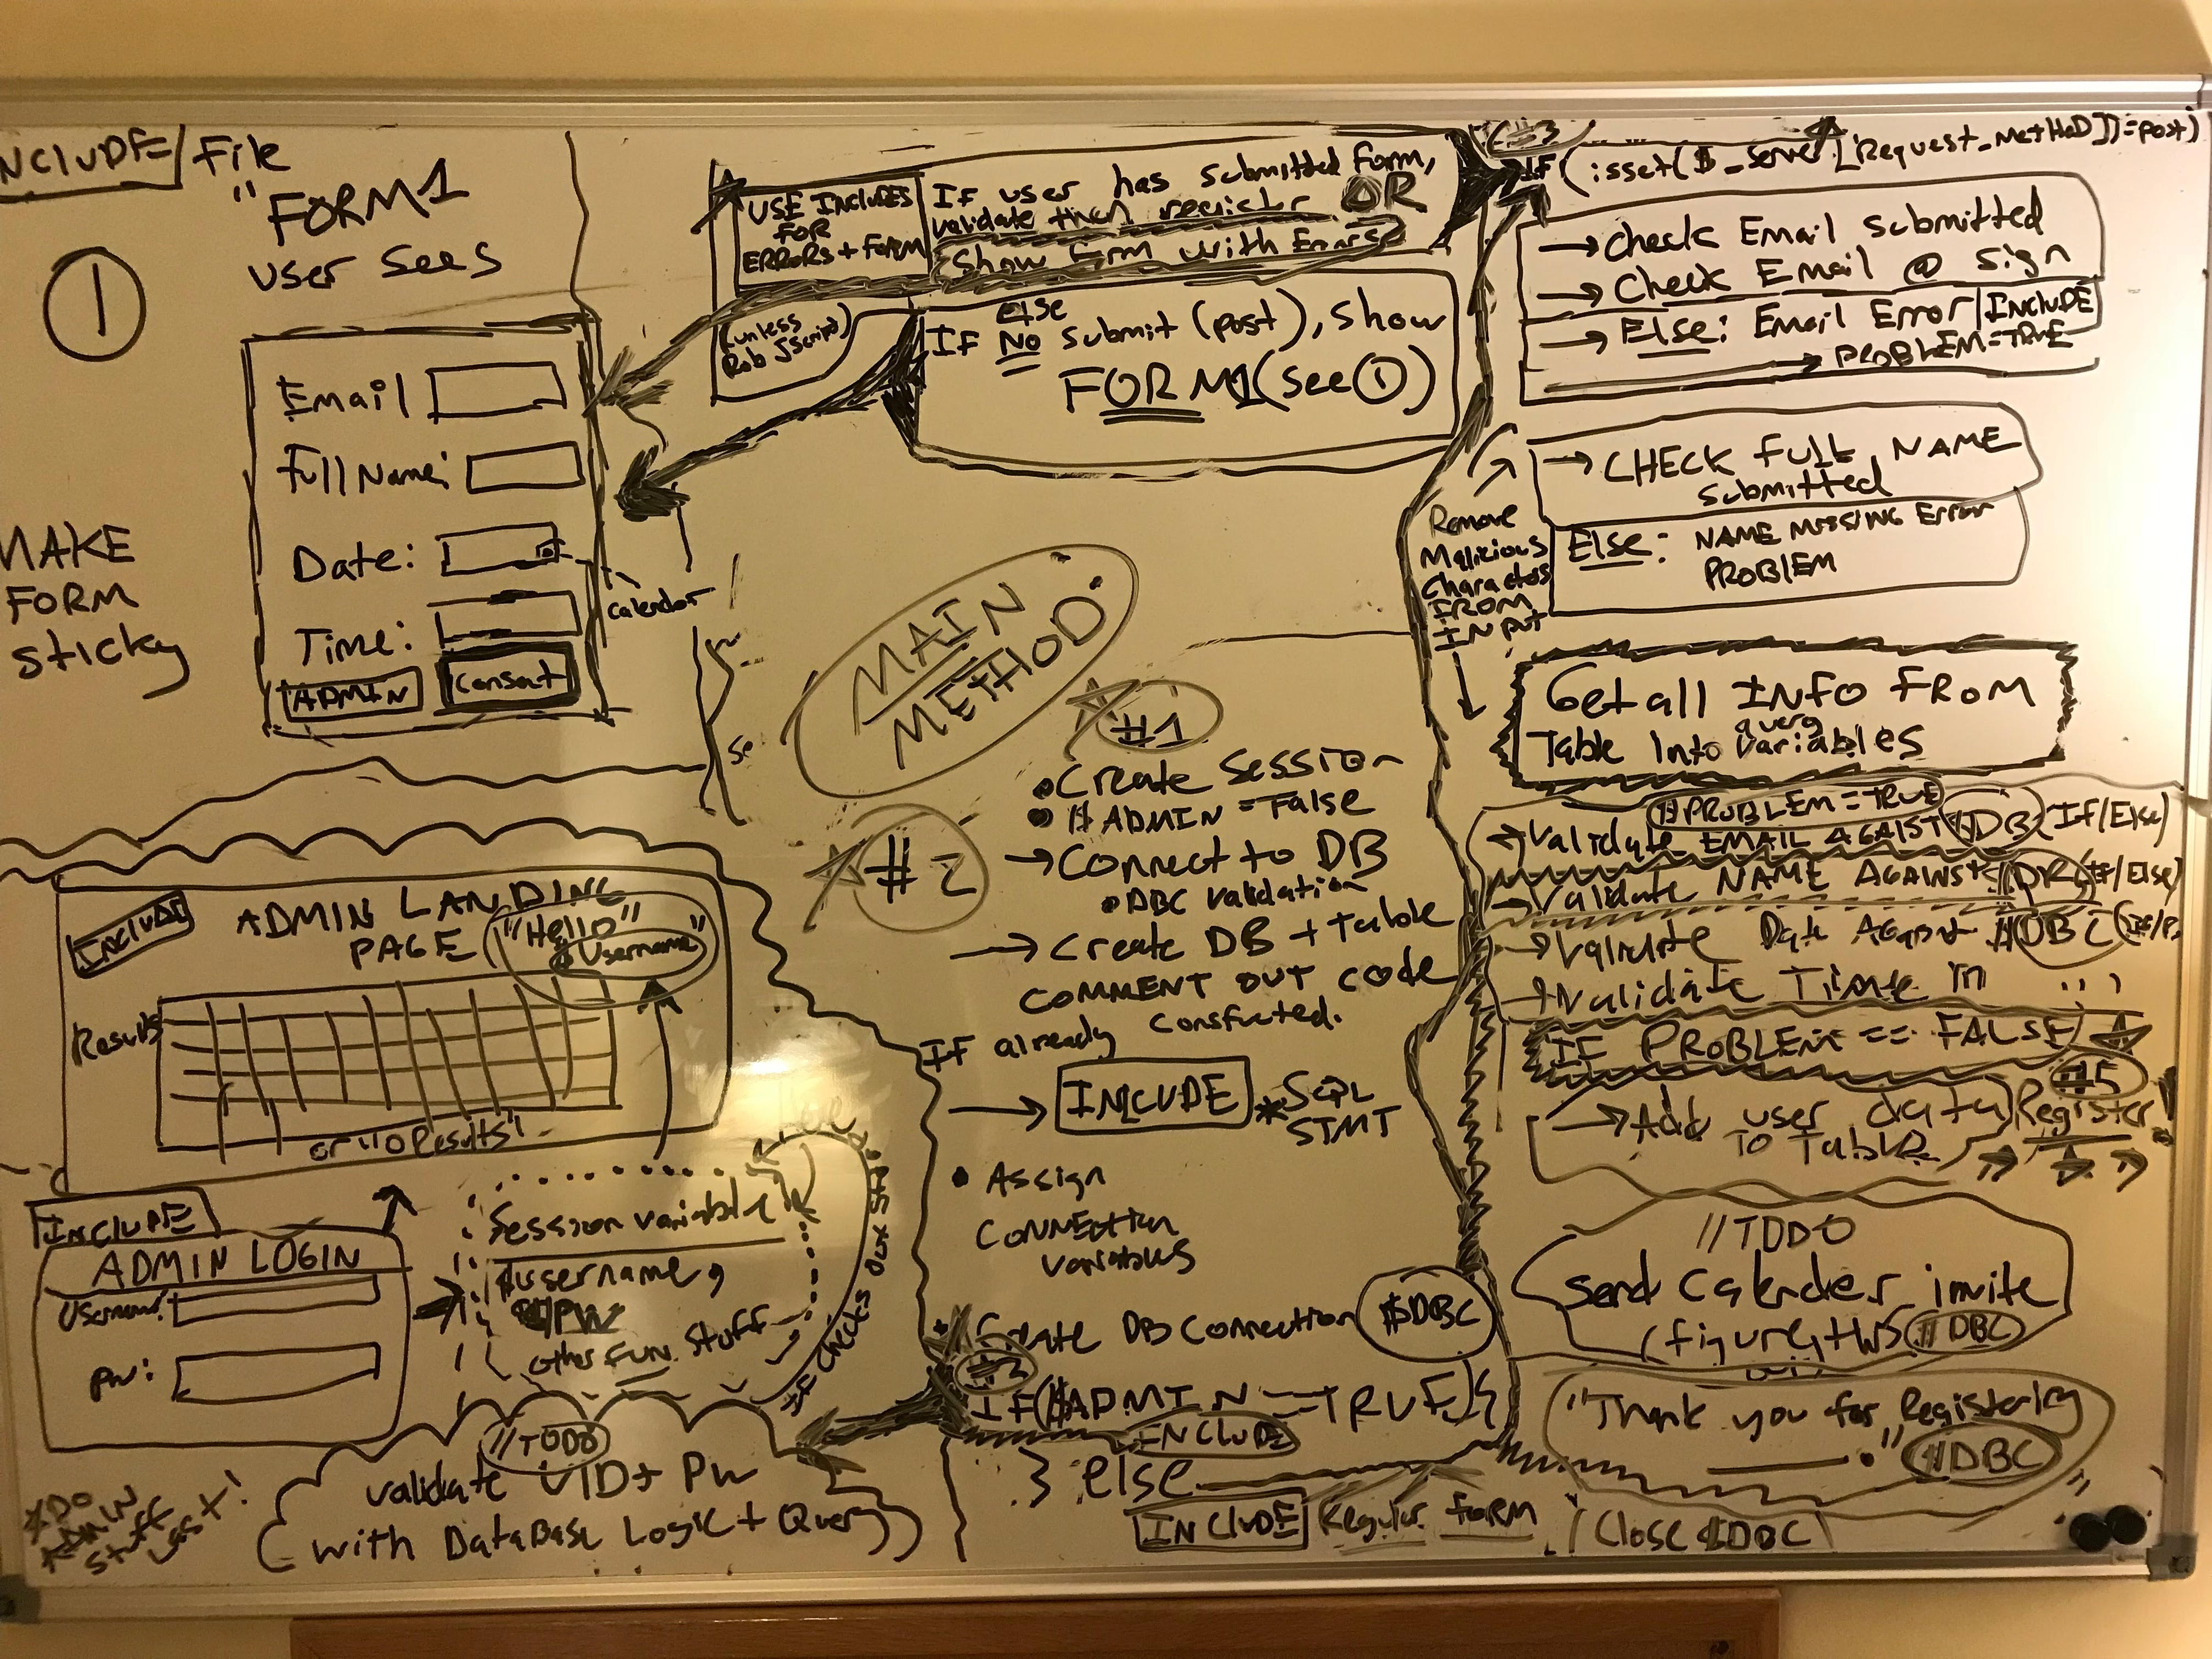 INCLUDE/File
"FORM1
User Sees
1
Email
Full Name:
Date:
calendar
Time:
ADMIN
Consent
MAKE
FORM
sticky
USE INCLUDES
FOR
ERRORS + FORM
If user has submitted form,
validate then register OR
Show Form with Errors
(unless
Rob JScript)
Else
If No submit (post), show
FORM1 (see 1)
MAIN
METHOD
#1
Create Session
$ADMIN = False
#2
Connect to DB
DBC validation
Create DB + table
COMMENT OUT code
If already constructed.
INCLUDE *SQL
STMT
Assign
Connection
Variables
Create DB Connection $DBC
If($ADMIN == TRUE){
INCLUDE
} else
INCLUDE Regular Form
#3
IF (isset($_Server[Request_MetHoD])=post)
Check Email submitted
Check Email @ sign
Else: Email Error INCLUDE
PROBLEM=TRUE
Remove
Malicious
Characters
FROM
INput
CHECK Full NAME
submitted
Else: NAME MISSING Error
PROBLEM
Get all INFO FROM
query
Table Into Variables
$PROBLEM=TRUE
Validate EMAIL AGAIST $DB (If/Else)
Validate NAME AGAINST $DB (If/Else)
Validate Date Against $DBC
Validate Time "
If PROBLEM == FALSE
#5
Add user data Register
To Table
//TODO
Send Calender invite
(figure this
out)
//DBC
"Thank you for Registering
."
//DBC
(Close $DBC)
INCLUDE
ADMIN LANDING
PAGE
"Hello"
$Username"
Results
or "No Results"
INCLUDE
ADMIN LOGIN
Username:
PW:
Session variable
$username,
PW
other FUN stuff
IF Checks Out START
//TODO
validate UID + PW
with DataBase Logic + Query
*DO
ADMIN
Stuff
Last!